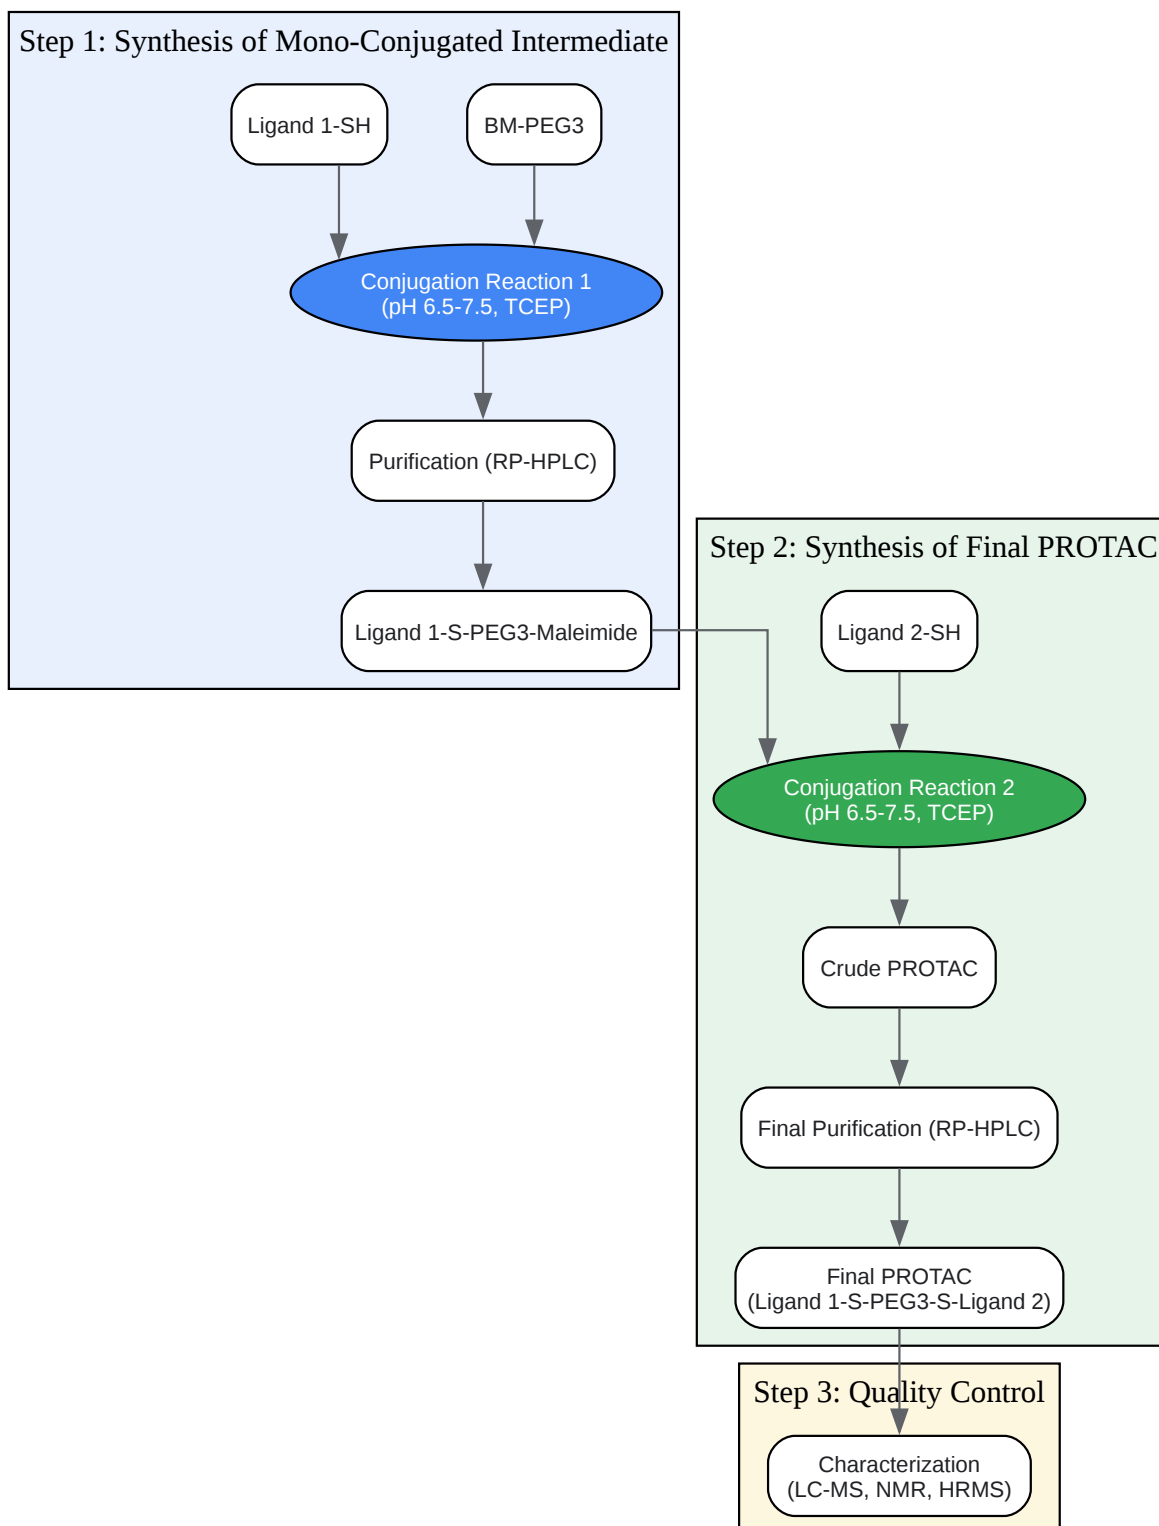 Step 1: Synthesis of Mono-Conjugated Intermediate
Ligand 1-SH
BM-PEG3
Conjugation Reaction 1
(pH 6.5-7.5, TCEP)
Purification (RP-HPLC)
Ligand 1-S-PEG3-Maleimide
Step 2: Synthesis of Final PROTAC
Ligand 2-SH
Conjugation Reaction 2
(pH 6.5-7.5, TCEP)
Crude PROTAC
Final Purification (RP-HPLC)
Final PROTAC
(Ligand 1-S-PEG3-S-Ligand 2)
Step 3: Quality Control
Characterization
(LC-MS, NMR, HRMS)